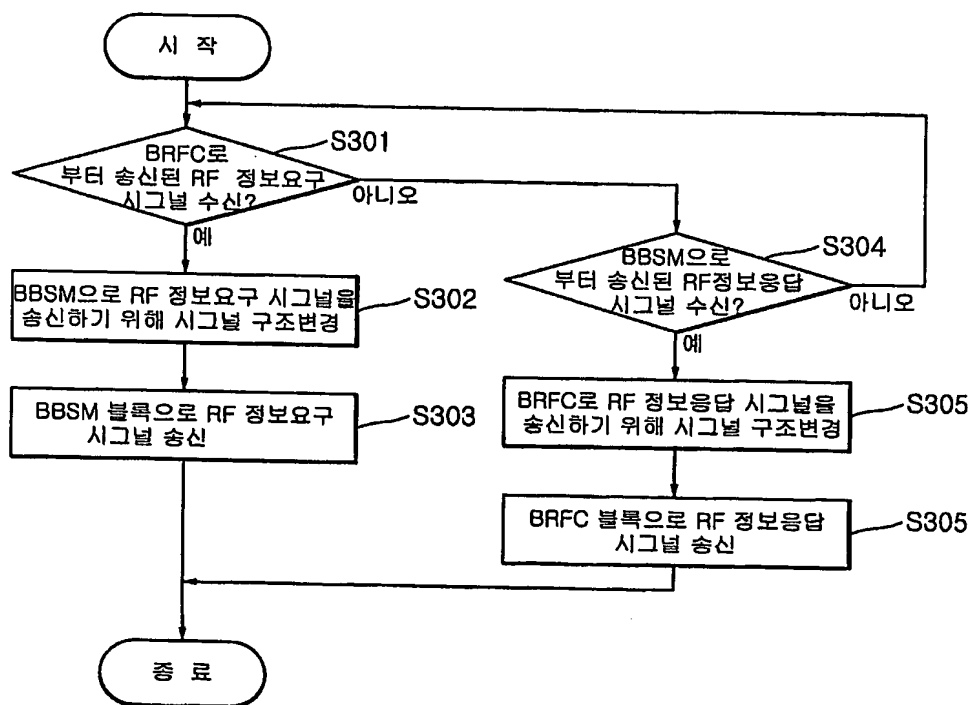 시 작
BRFC로
부터 송신된 RF 정보요구
시그널 수신?
S301
아니오
예
BBSM으로 RF 정보요구 시그널을
송신하기 위해 시그널 구조변경
S302
BBSM 블록으로 RF 정보요구
시그널 송신
S303
BBSM으로
부터 송신된 RF정보응답
시그널 수신?
S304
아니오
예
BRFC로 RF 정보응답 시그널을
송신하기 위해 시그널 구조변경
S305
BRFC 블록으로 RF 정보응답
시그널 송신
S305
종 료